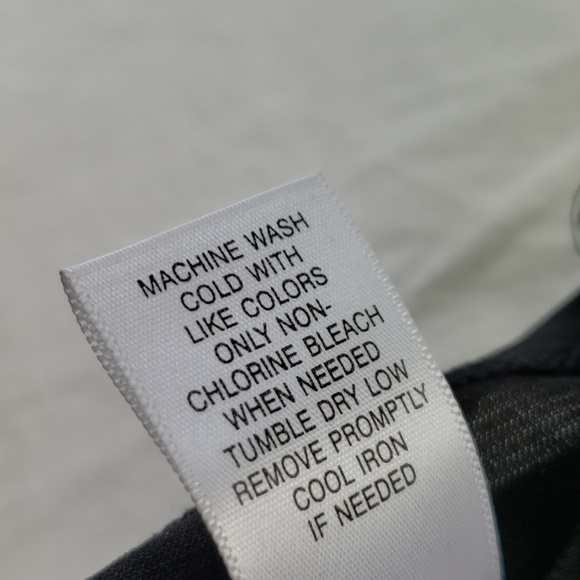 MACHINE WASH
COLD WITH
LIKE COLORS
ONLY NON-
CHLORINE BLEACH
WHEN NEEDED
TUMBLE DRY LOW
REMOVE PROMPTLY
COOL IRON
IF NEEDED